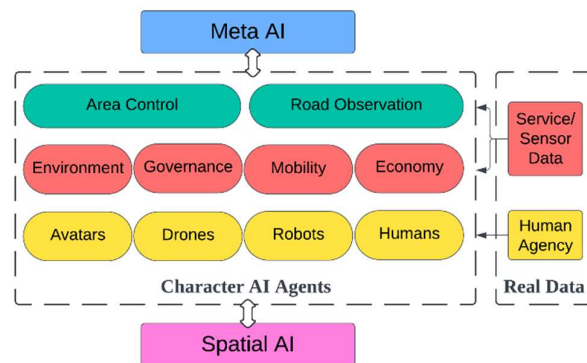 Meta AI
Area Control
Road Observation
Service/
Sensor
Data
Environment
Governance
Mobility
Economy
Avatars
Drones
Robots
Humans
Human
Agency
Character AI Agents
Real Data
Spatial AI